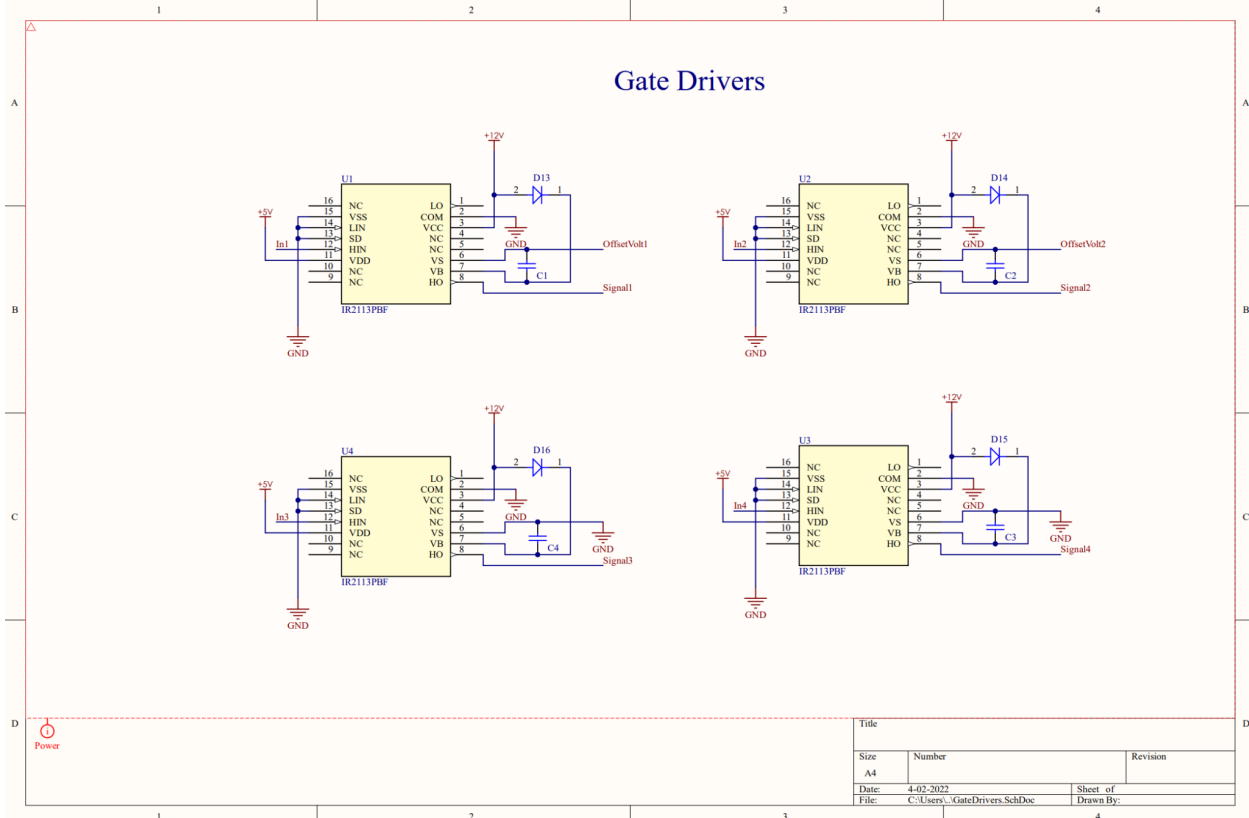 1 2 3 4
A A
Gate Drivers
+12V +12V
U1 D13 U2 D14
2 1 2 1
16 NC LO 1 16 NC LO 1
+5V 15 VSS COM 2 +5V 15 VSS COM 2
14 LIN VCC 3 14 LIN VCC 3
13 SD NC 4 13 SD NC 4
In1 12 HIN NC 5 GND OffsetVolt1 In2 12 HIN NC 5 GND OffsetVolt2
11 VDD VS 6 11 VDD VS 6
10 NC VB 7 C1 10 NC VB 7 C2
9 NC HO 8 Signal1 9 NC HO 8 Signal2
B IR2113PBF IR2113PBF B
GND GND
+12V +12V
U4 D16 U3 D15
2 1 2 1
16 NC LO 1 16 NC LO 1
+5V 15 VSS COM 2 +5V 15 VSS COM 2
14 LIN VCC 3 14 LIN VCC 3
13 SD NC 4 13 SD NC 4
C In3 12 HIN NC 5 GND In4 12 HIN NC 5 GND C
11 VDD VS 6 GND 11 VDD VS 6 GND
10 NC VB 7 C4 10 NC VB 7 C3
9 NC HO 8 Signal3 9 NC HO 8 Signal4
IR2113PBF IR2113PBF
GND GND
D D
i
Power
Title
Size Number Revision
A4
Date: 4-02-2022 Sheet of
File: C:\Users\..\GateDrivers.SchDoc Drawn By:
1 2 3 4